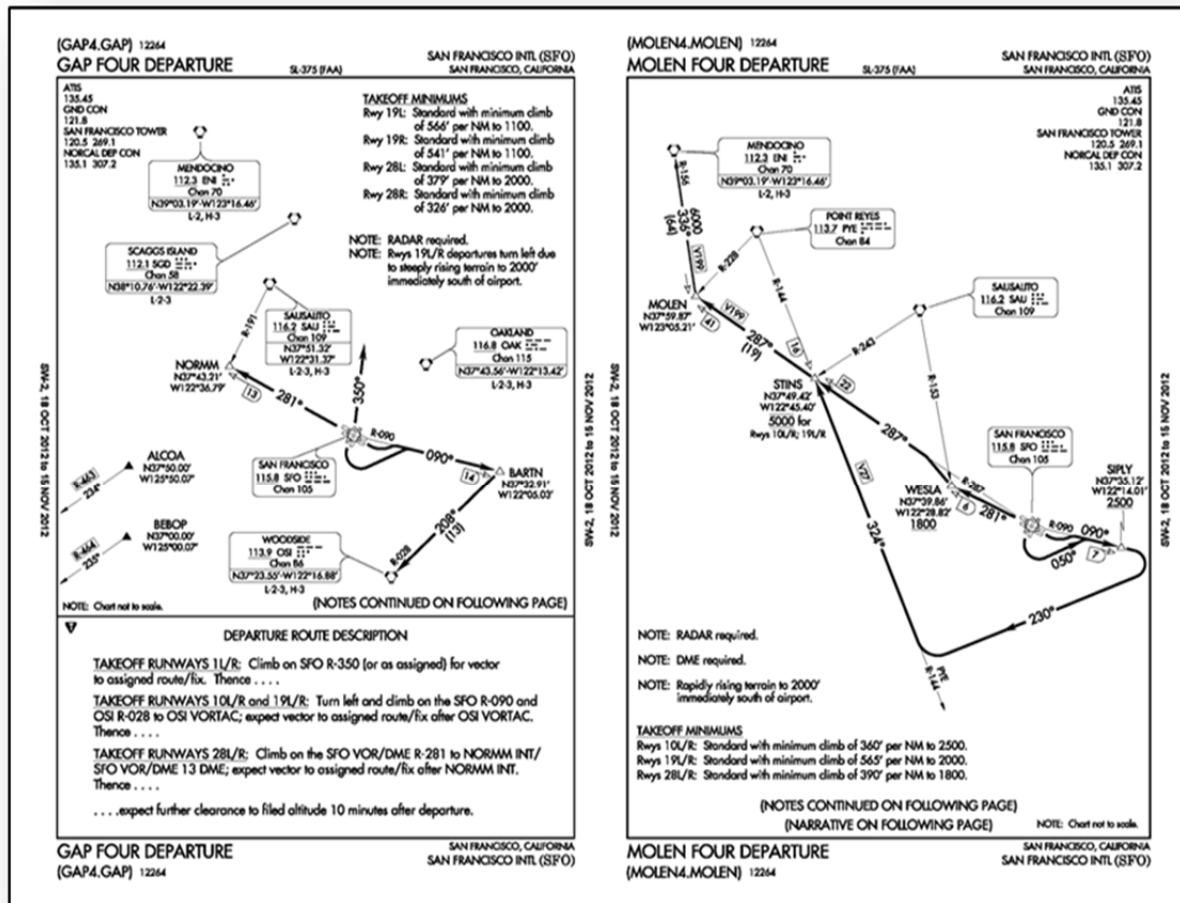 (GAP4.GAP) 12264
GAP FOUR DEPARTURE
SL-375 (FAA)
SAN FRANCISCO INTL (SFO)
SAN FRANCISCO, CALIFORNIA
ATIS
135.45
GND CON
121.8
SAN FRANCISCO TOWER
120.5 269.1
NORCAL DEP CON
135.1 307.2
TAKEOFF MINIMUMS
Rwy 19L: Standard with minimum climb
of 566' per NM to 1100.
Rwy 19R: Standard with minimum climb
of 541' per NM to 1100.
Rwy 28L: Standard with minimum climb
of 379' per NM to 2000.
Rwy 28R: Standard with minimum climb
of 326' per NM to 2000.
NOTE: RADAR required.
NOTE: Rwys 19L/R departures turn left due
to steeply rising terrain to 2000'
immediately south of airport.
MENDOCINO
112.3 ENI
Chan 70
N39°03.19'-W123°16.46'
L-2, H-3
SCAGGS ISLAND
112.1 SGD
Chan 58
N38°10.76'-W122°22.39'
L-2-3
SAUSALITO
116.2 SAU
Chan 109
N37°51.32'
W122°31.37'
L-2-3, H-3
OAKLAND
116.8 OAK
Chan 115
N37°43.56'-W122°13.42'
L-2-3, H-3
R-191
NORMM
N37°43.21'
W122°36.79'
13
281°
350°
R-090
090°
14
BARTN
N37°32.91'
W122°05.03'
SAN FRANCISCO
115.8 SFO
Chan 105
208°
(13)
R-028
WOODSIDE
113.9 OSI
Chan 86
N37°23.55'-W122°16.88'
L-2-3, H-3
ALCOA
N37°50.00'
W125°50.07'
R-463
234°
BEBOP
N37°00.00'
W125°00.07'
R-464
235°
NOTE: Chart not to scale.
(NOTES CONTINUED ON FOLLOWING PAGE)
DEPARTURE ROUTE DESCRIPTION
TAKEOFF RUNWAYS 1L/R: Climb on SFO R-350 (or as assigned) for vector
to assigned route/fix. Thence . . . .
TAKEOFF RUNWAYS 10L/R and 19L/R: Turn left and climb on the SFO R-090 and
OSI R-028 to OSI VORTAC; expect vector to assigned route/fix after OSI VORTAC.
Thence . . . .
TAKEOFF RUNWAYS 28L/R: Climb on the SFO VOR/DME R-281 to NORMM INT/
SFO VOR/DME 13 DME; expect vector to assigned route/fix after NORMM INT.
Thence . . . .
. . . .expect further clearance to filed altitude 10 minutes after departure.
GAP FOUR DEPARTURE
(GAP4.GAP) 12264
SAN FRANCISCO, CALIFORNIA
SAN FRANCISCO INTL (SFO)
SW-2, 18 OCT 2012 to 15 NOV 2012
SW-2, 18 OCT 2012 to 15 NOV 2012
(MOLEN4.MOLEN) 12264
MOLEN FOUR DEPARTURE
SL-375 (FAA)
SAN FRANCISCO INTL (SFO)
SAN FRANCISCO, CALIFORNIA
ATIS
135.45
GND CON
121.8
SAN FRANCISCO TOWER
120.5 269.1
NORCAL DEP CON
135.1 307.2
MENDOCINO
112.3 ENI
Chan 70
N39°03.19'-W123°16.46'
L-2, H-3
R-156
6000
336°
(64)
V199
POINT REYES
113.7 PYE
Chan 84
R-228
R-144
MOLEN
N37°59.87'
W123°05.21'
41
V199
287°
(19)
16
SAUSALITO
116.2 SAU
Chan 109
R-243
R-153
STINS
N37°49.42'
W122°45.40'
5000 for
Rwys 10L/R; 19L/R
22
287°
V27
324°
SAN FRANCISCO
115.8 SFO
Chan 105
WESLA
N37°39.86'
W122°28.82'
1800
6
R-287
281°
R-090
090°
050°
7
SIPLY
N37°35.12'
W122°14.01'
2500
230°
PYE
R-144
NOTE: RADAR required.
NOTE: DME required.
NOTE: Rapidly rising terrain to 2000'
immediately south of airport.
TAKEOFF MINIMUMS
Rwys 10L/R: Standard with minimum climb of 360' per NM to 2500.
Rwys 19L/R: Standard with minimum climb of 565' per NM to 2000.
Rwys 28L/R: Standard with minimum climb of 390' per NM to 1800.
(NOTES CONTINUED ON FOLLOWING PAGE)
(NARRATIVE ON FOLLOWING PAGE)
NOTE: Chart not to scale.
MOLEN FOUR DEPARTURE
(MOLEN4.MOLEN) 12264
SAN FRANCISCO, CALIFORNIA
SAN FRANCISCO INTL (SFO)
SW-2, 18 OCT 2012 to 15 NOV 2012
SW-2, 18 OCT 2012 to 15 NOV 2012